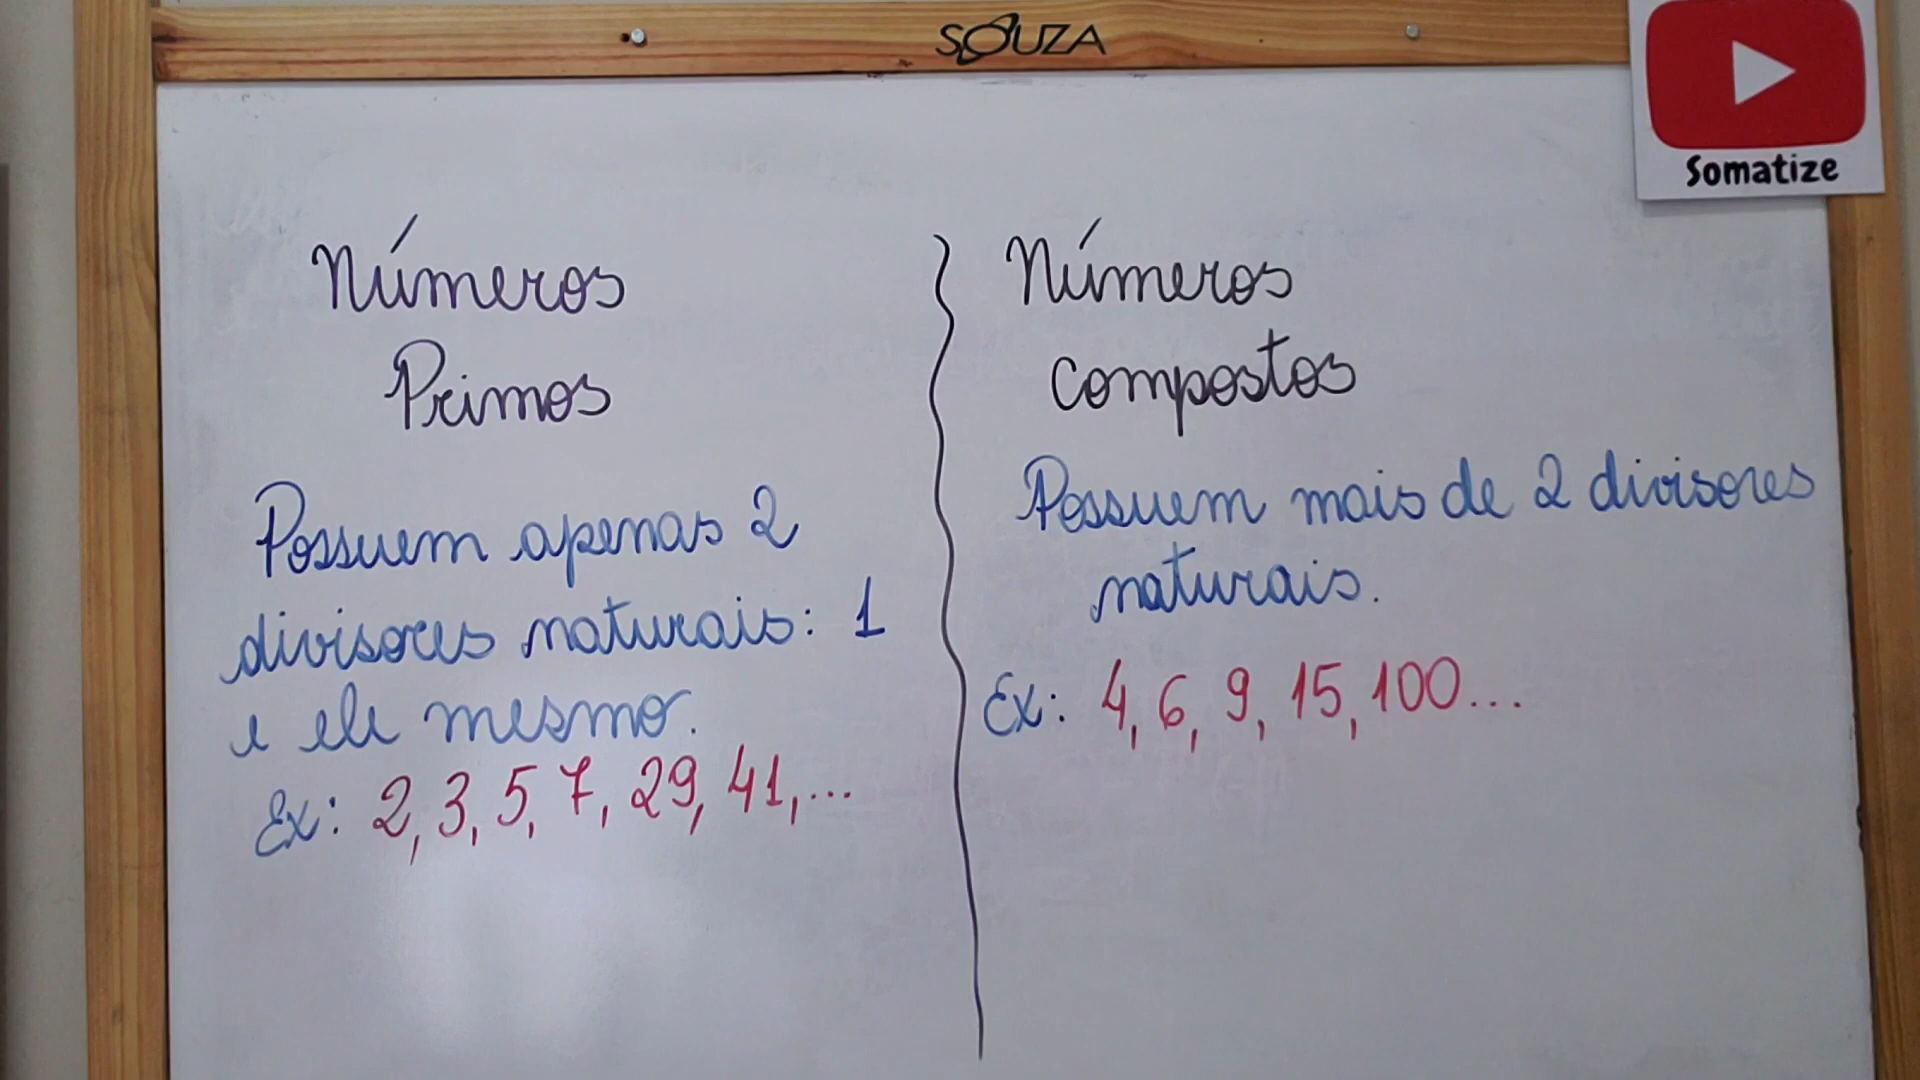 SOUZA
Somatize
Números
Primos
Possuem apenas 2
divisores naturais: 1
e ele mesmo.
Ex: 2, 3, 5, 7, 29, 41, ...
Números
compostos
Possuem mais de 2 divisores
naturais.
Ex: 4, 6, 9, 15, 100...